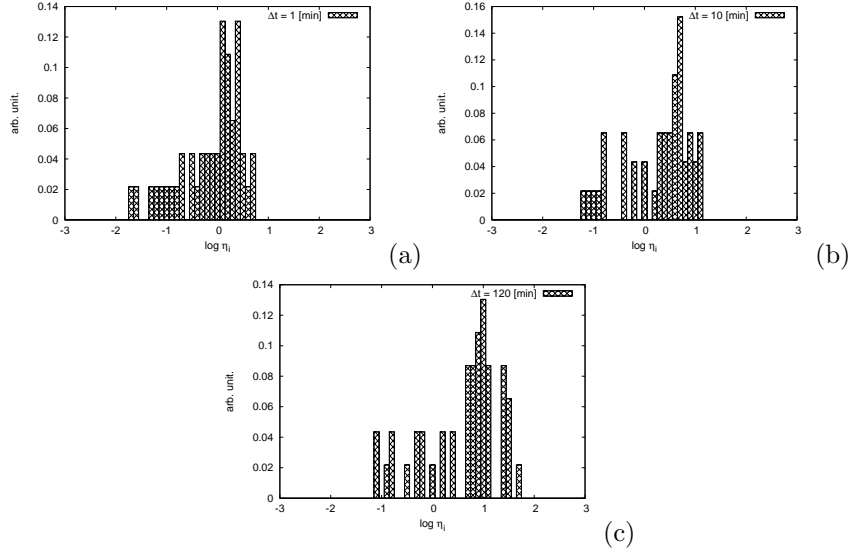 0.14
0.12
0.1
0.08
0.06
0.04
0.02
0
-3 -2 -1 0 1 2 3
arb. unit.
log ηi
Δt = 1 [min]
(a)
0.16
0.14
0.12
0.1
0.08
0.06
0.04
0.02
0
-3 -2 -1 0 1 2 3
arb. unit.
log ηi
Δt = 10 [min]
(b)
0.14
0.12
0.1
0.08
0.06
0.04
0.02
0
-3 -2 -1 0 1 2 3
arb. unit.
log ηi
Δt = 120 [min]
(c)